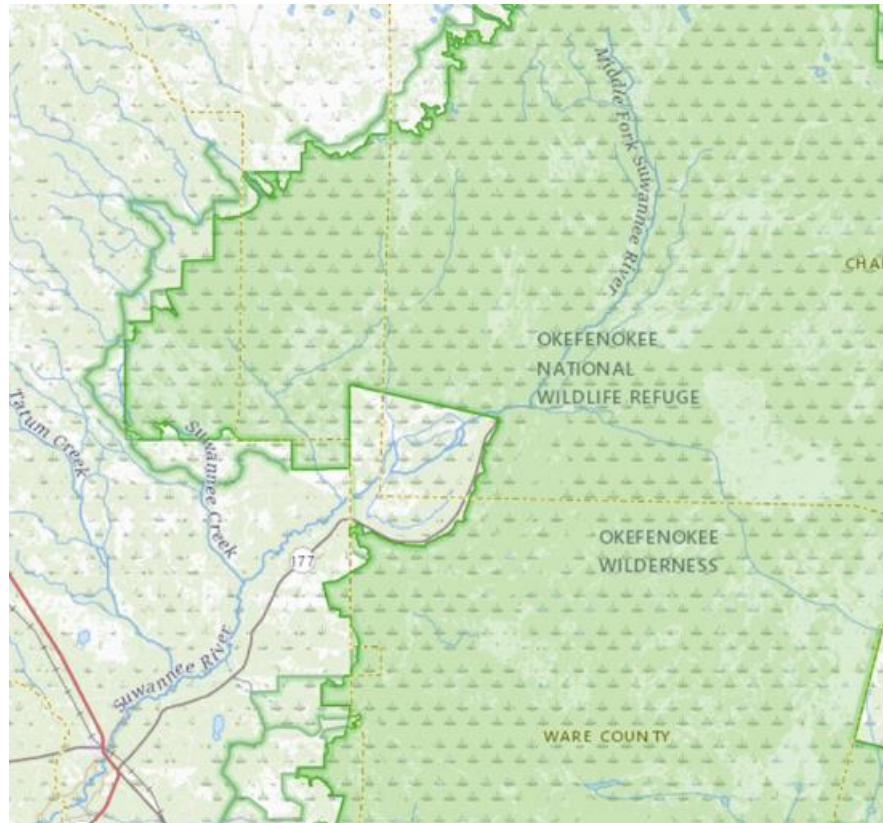 Middle Fork Suwannee River
CHA
OKEFENOKEE
NATIONAL
WILDLIFE REFUGE
Tatum Creek
Suwannee Creek
OKEFENOKEE
WILDERNESS
177
Suwannee River
WARE COUNTY